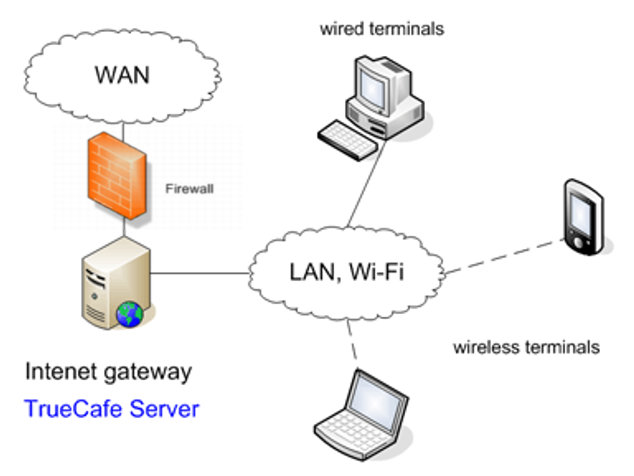 wired terminals
WAN
Firewall
LAN, Wi-Fi
wireless terminals
Intenet gateway
TrueCafe Server